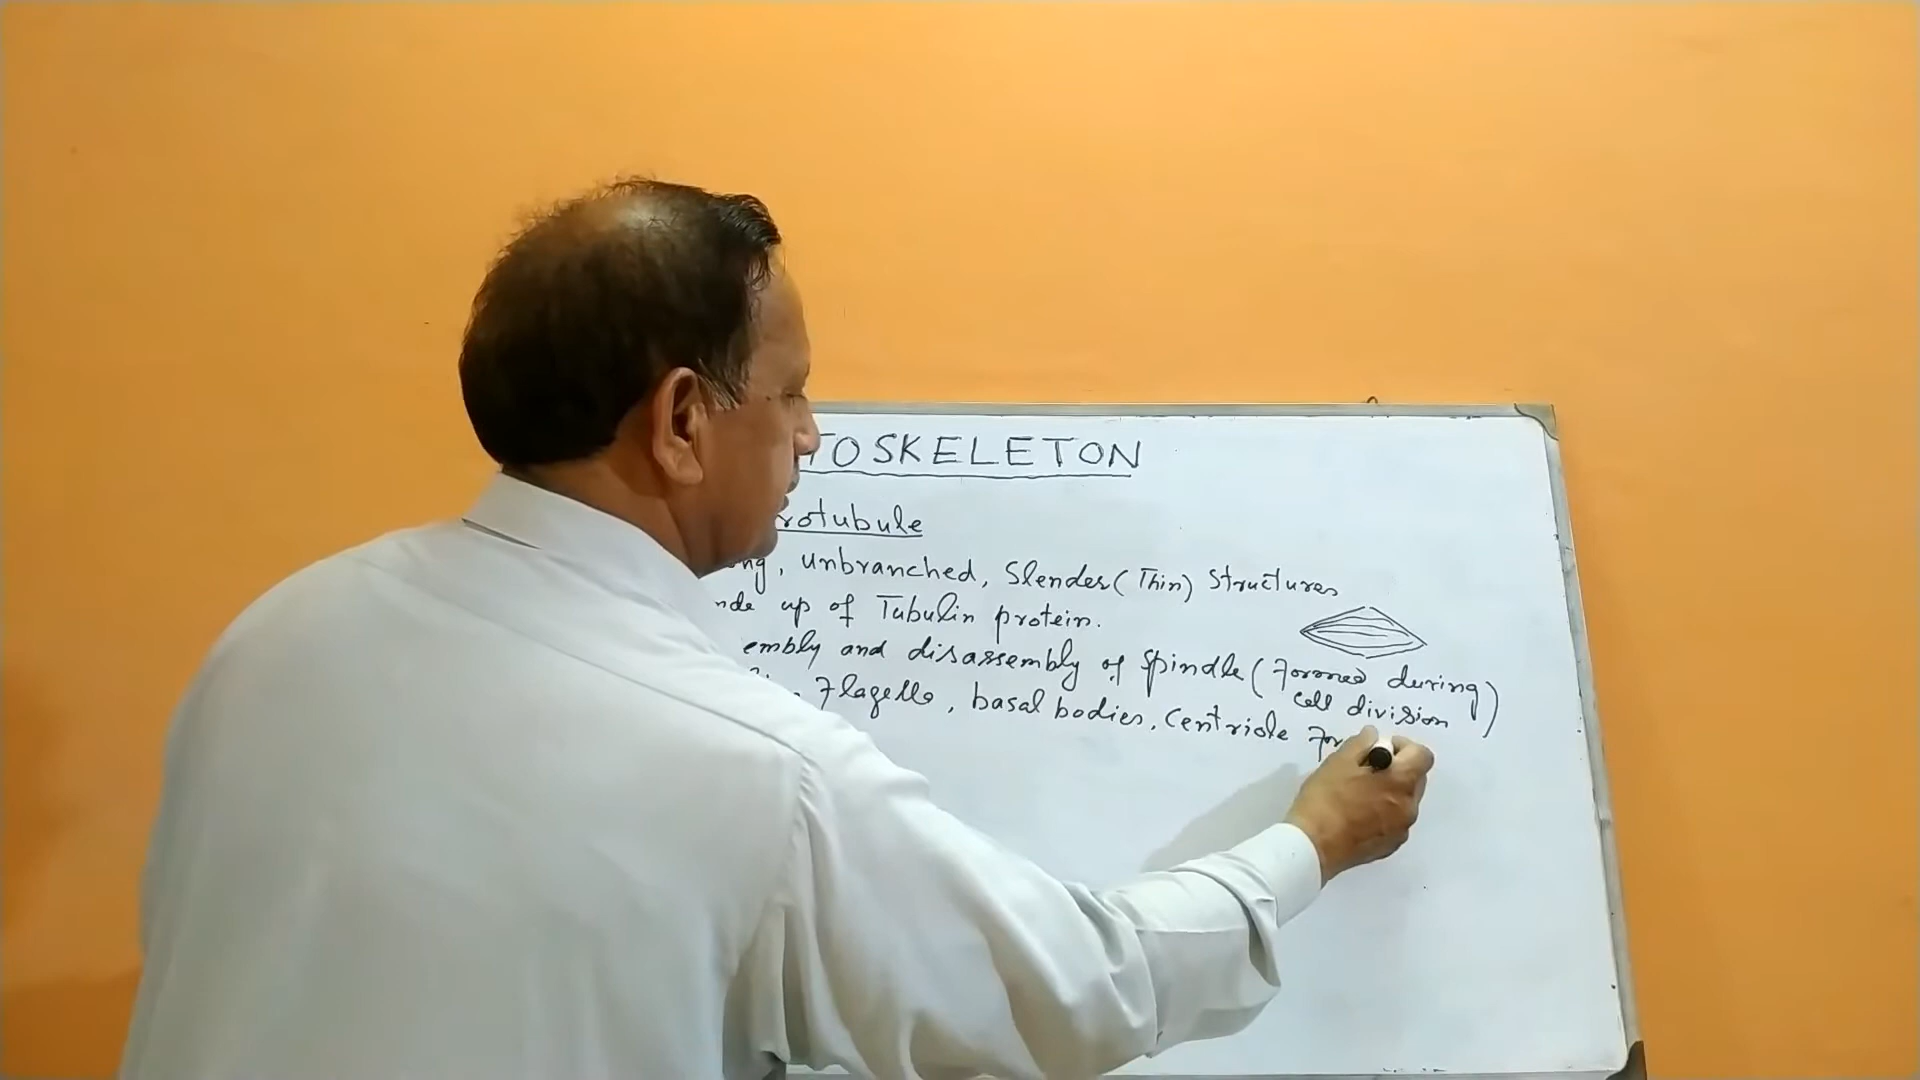 TOSKELETON
rotubule
ng, unbranched, Slender (Thin) Structures
up of Tubulin protein.
embly and disassembly of Spindle (Formed during
cell division)
Flagella, basal bodies, Centriole For